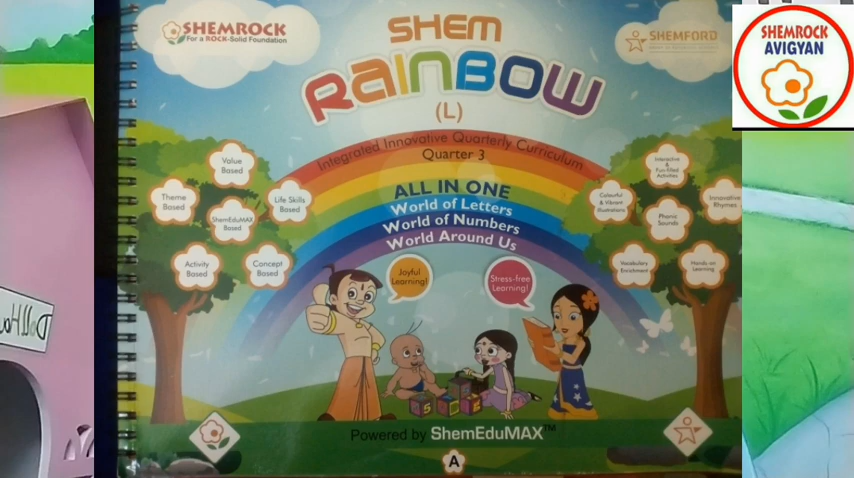 SHEMROCK
For a ROCK-Solid Foundation
SHEM
RAINBOW
(L)
SHEMFORD
SHEMROCK
AVIGYAN
Integrated Innovative Quarterly Curriculum
Quarter 3
ALL IN ONE
World of Letters
World of Numbers
World Around Us
Value
Based
Theme
Based
Life Skills
Based
ShemEduMAX
Based
Activity
Based
Concept
Based
Interactive
&
Fun-filled
Activities
Colourful
& Vibrant
Illustrations
Innovative
Rhymes
Phonic
Sounds
Vocabulary
Enrichment
Hands-on
Learning
Joyful
Learning!
Stress-free
Learning!
5
Powered by ShemEduMAX™
A